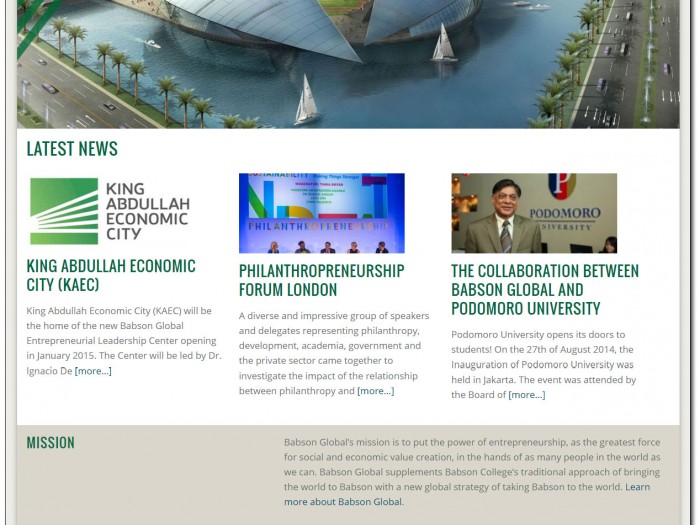 LATEST NEWS
KING
ABDULLAH
ECONOMIC
CITY
KING ABDULLAH ECONOMIC
CITY (KAEC)
King Abdullah Economic City (KAEC) will be
the home of the new Babson Global
Entrepreneurial Leadership Center opening
in January 2015. The Center will be led by Dr.
Ignacio De [more...]
PHILANTHROPRENEURSHIP
PHILANTHROPRENEURSHIP
FORUM LONDON
A diverse and impressive group of speakers
and delegates representing philanthropy,
development, academia, government and
the private sector came together to
investigate the impact of the relationship
between philanthropy and [more...]
PODOMORO
UNIVERSITY
THE COLLABORATION BETWEEN
BABSON GLOBAL AND
PODOMORO UNIVERSITY
Podomoro University opens its doors to
students! On the 27th of August 2014, the
Inauguration of Podomoro University was
held in Jakarta. The event was attended by
the Board of [more...]
MISSION
Babson Global's mission is to put the power of entrepreneurship, as the greatest force
for social and economic value creation, in the hands of as many people in the world as
we can. Babson Global supplements Babson College's traditional approach of bringing
the world to Babson with a new global strategy of taking Babson to the world. Learn
more about Babson Global.